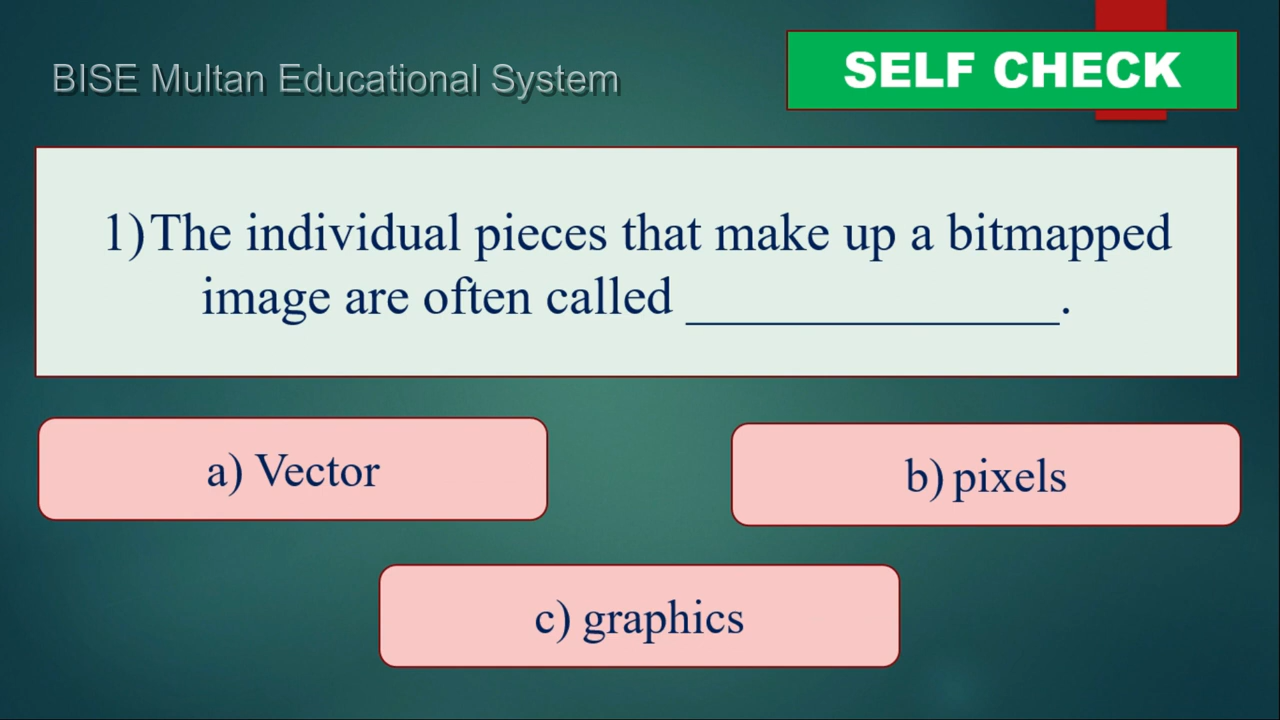 BISE Multan Educational System
SELF CHECK
1)The individual pieces that make up a bitmapped
image are often called ______________.
a) Vector
b) pixels
c) graphics